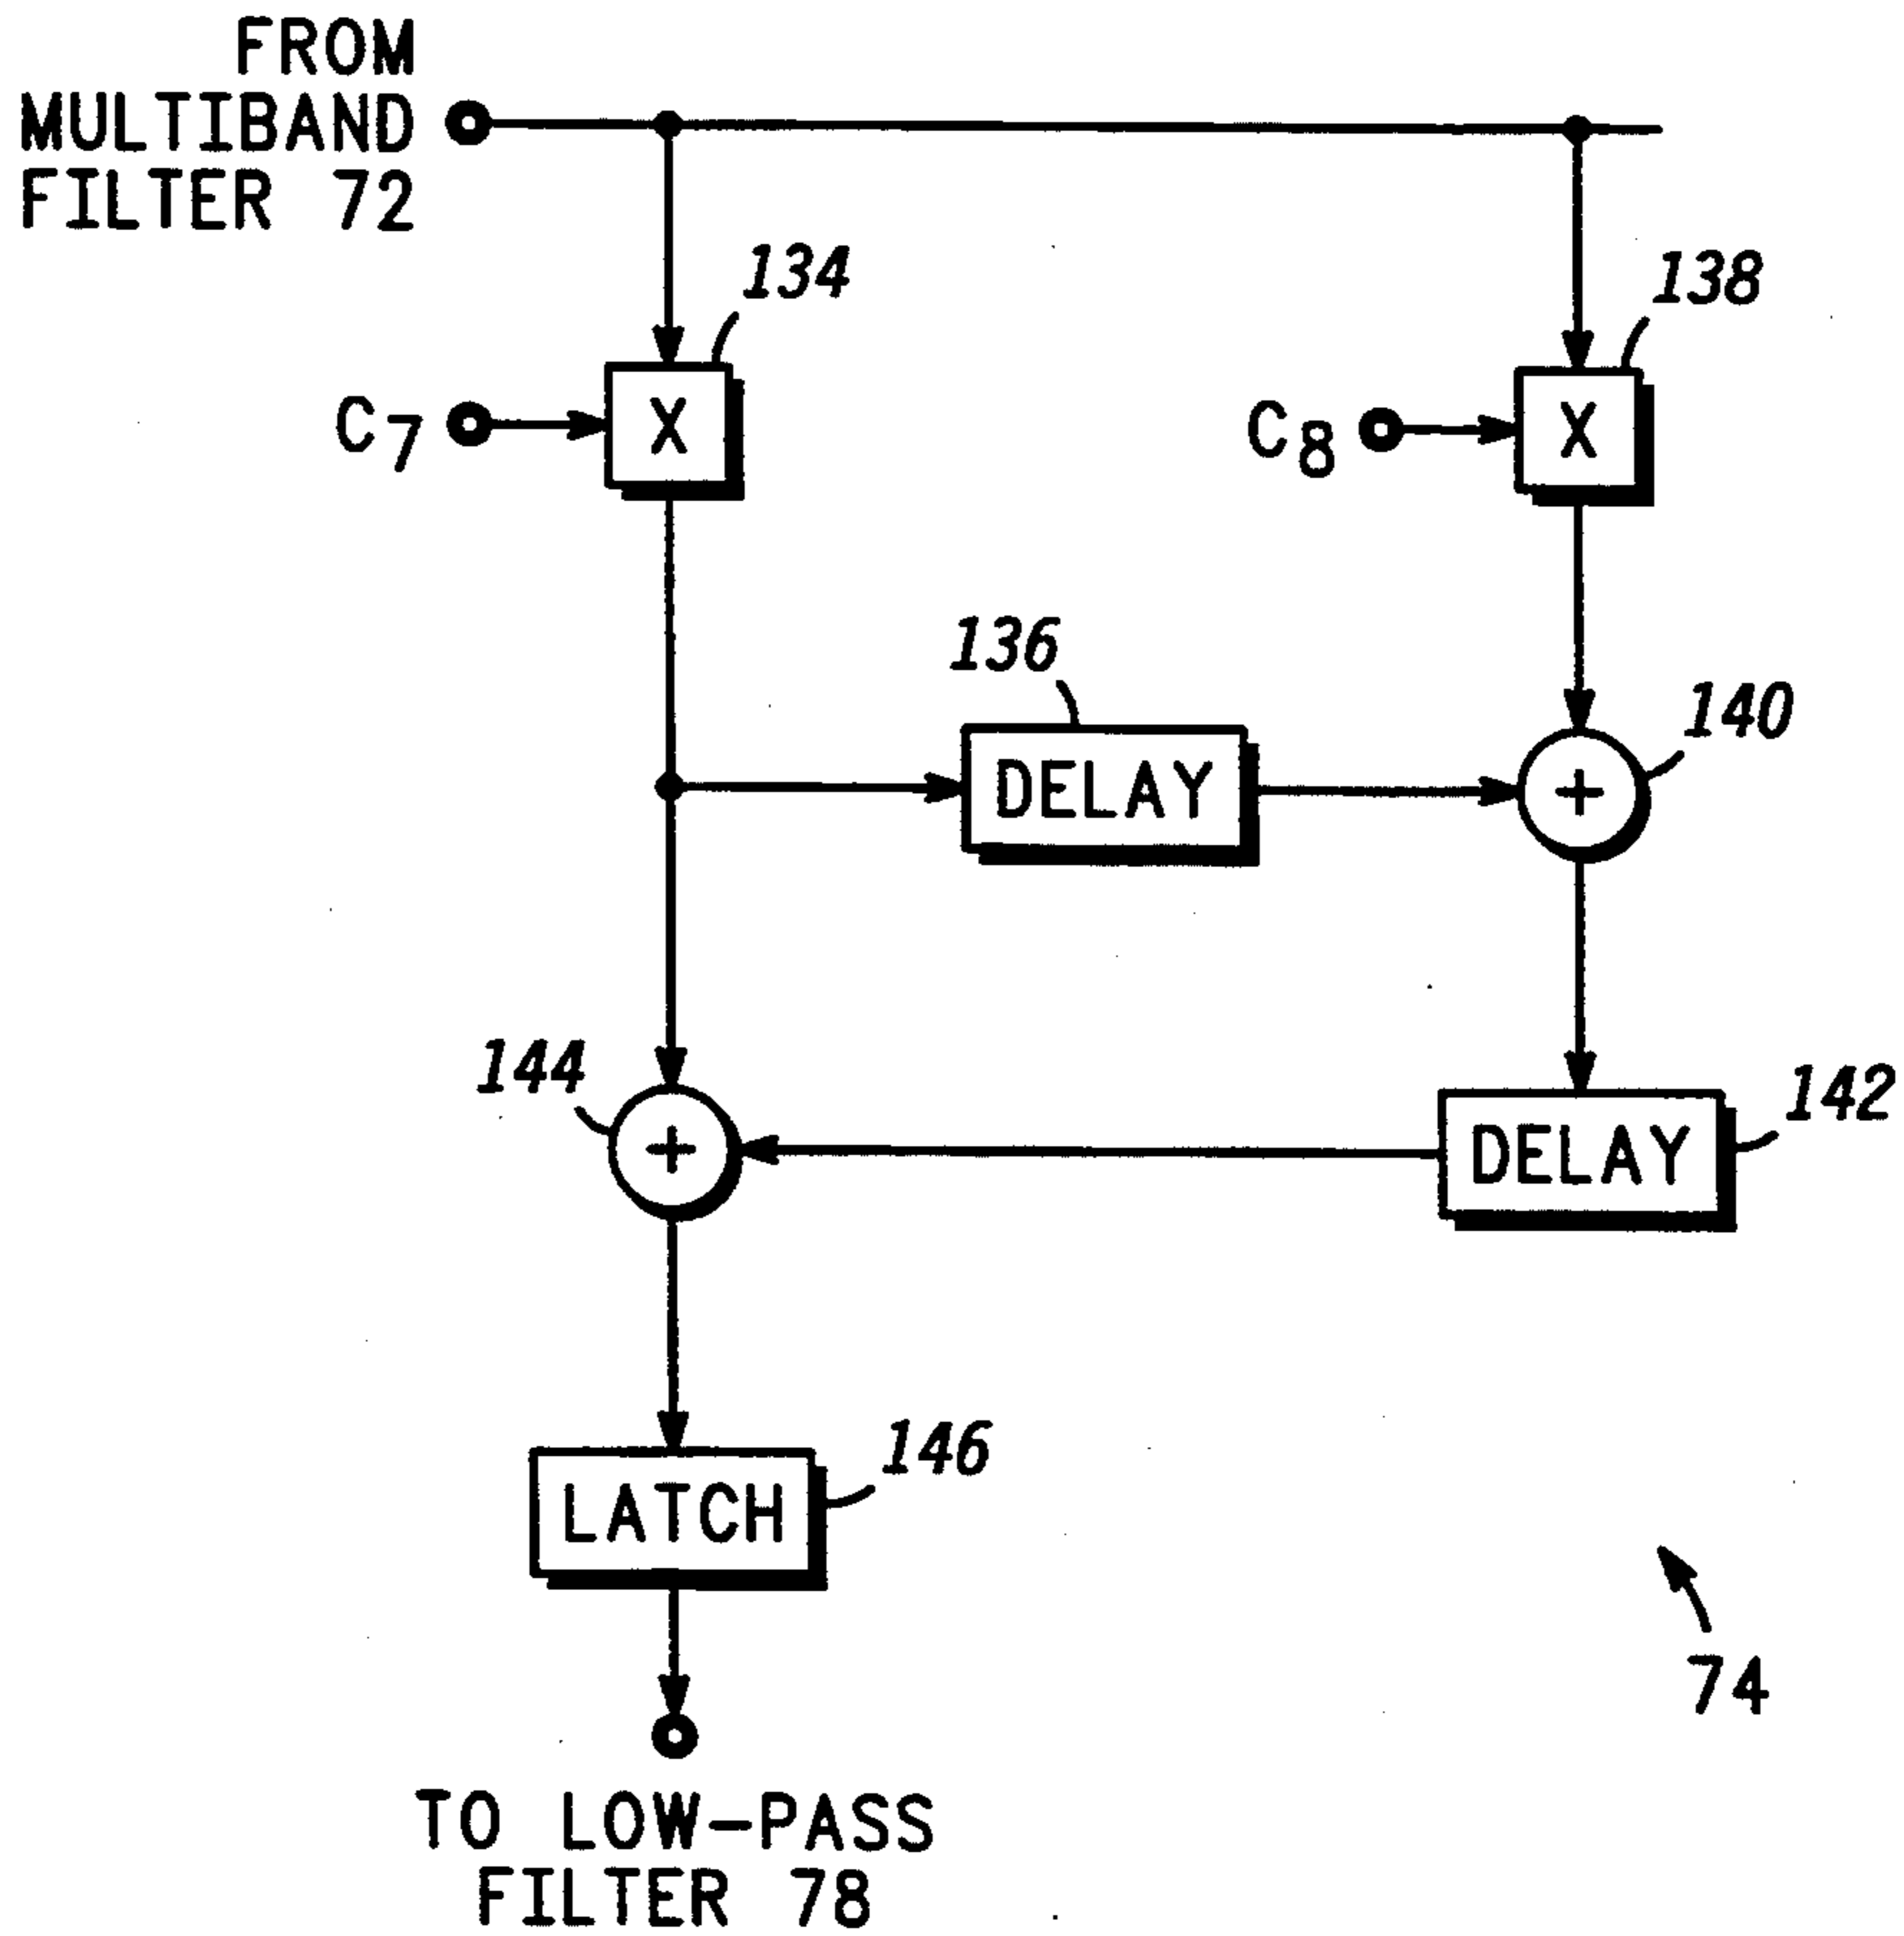 FROM
MULTIBAND
FILTER 72
134
138
C7
X
C8
X
136
DELAY
140
+
144
+
142
DELAY
146
LATCH
74
TO LOW-PASS
FILTER 78